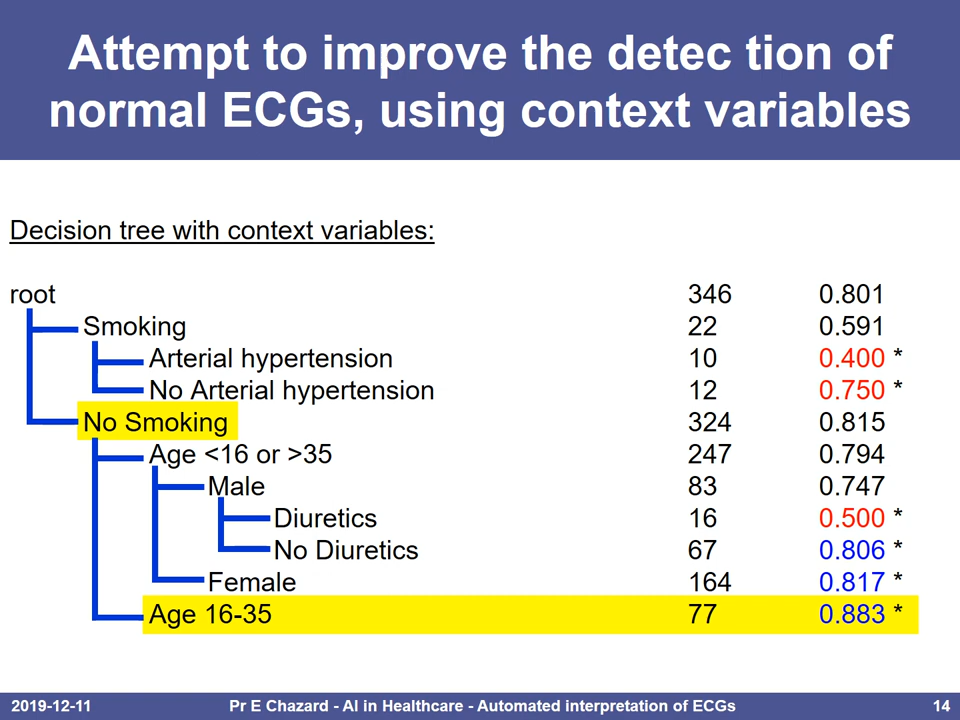 Attempt to improve the detec tion of
normal ECGs, using context variables
Decision tree with context variables:
root 346 0.801
Smoking 22 0.591
Arterial hypertension 10 0.400 *
No Arterial hypertension 12 0.750 *
No Smoking 324 0.815
Age <16 or >35 247 0.794
Male 83 0.747
Diuretics 16 0.500 *
No Diuretics 67 0.806 *
Female 164 0.817 *
Age 16-35 77 0.883 *
2019-12-11 Pr E Chazard - AI in Healthcare - Automated interpretation of ECGs 14